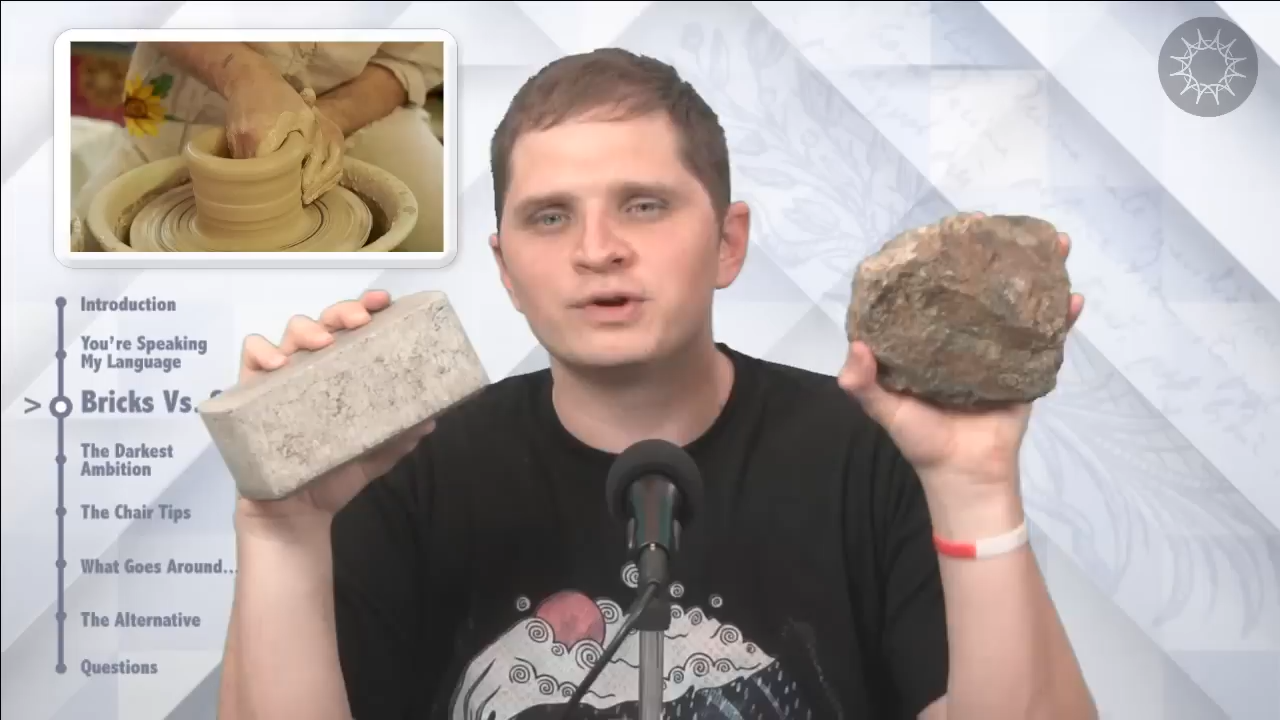 Introduction
You're Speaking
My Language
> Bricks Vs.
The Darkest
Ambition
The Chair Tips
What Goes Around...
The Alternative
Questions